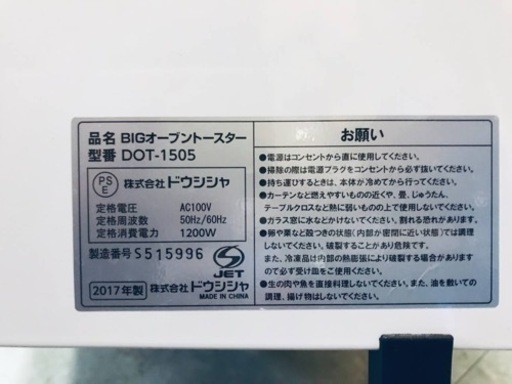 品名 BIGオーブントースター
型番 DOT-1505
PSE 株式会社ドウシシャ
定格電圧 AC100V
定格周波数 50Hz/60Hz
定格消費電力 1200W
製造番号 S515996
JET
2017年製 株式会社ドウシシャ
MADE IN CHINA
お願い
●電源はコンセントから直に使用してください。
●掃除の際は電源プラグをコンセントから必ず抜いてください。
●持ち運びするときは、本体が冷めてから行ってください。
●カーテンなど燃えやすいものの近くや、畳、じゅうたん、
テーブルクロスなど熱に弱いものの上では使用しないでください。
●ガラス窓に水などかけないでください。割れる恐れがあります。
●卵や栗など殻つきの状態（内部が密閉に近い状態）では調理
しないでください。破裂することがあり危険です。
また、冷凍品は内部の熱膨張により破裂することがあります
ので必ず受け皿をご使用ください。
●生の肉や魚を直接料理しないでください。また、油を敷いての
調理、揚げ物はしないでください。